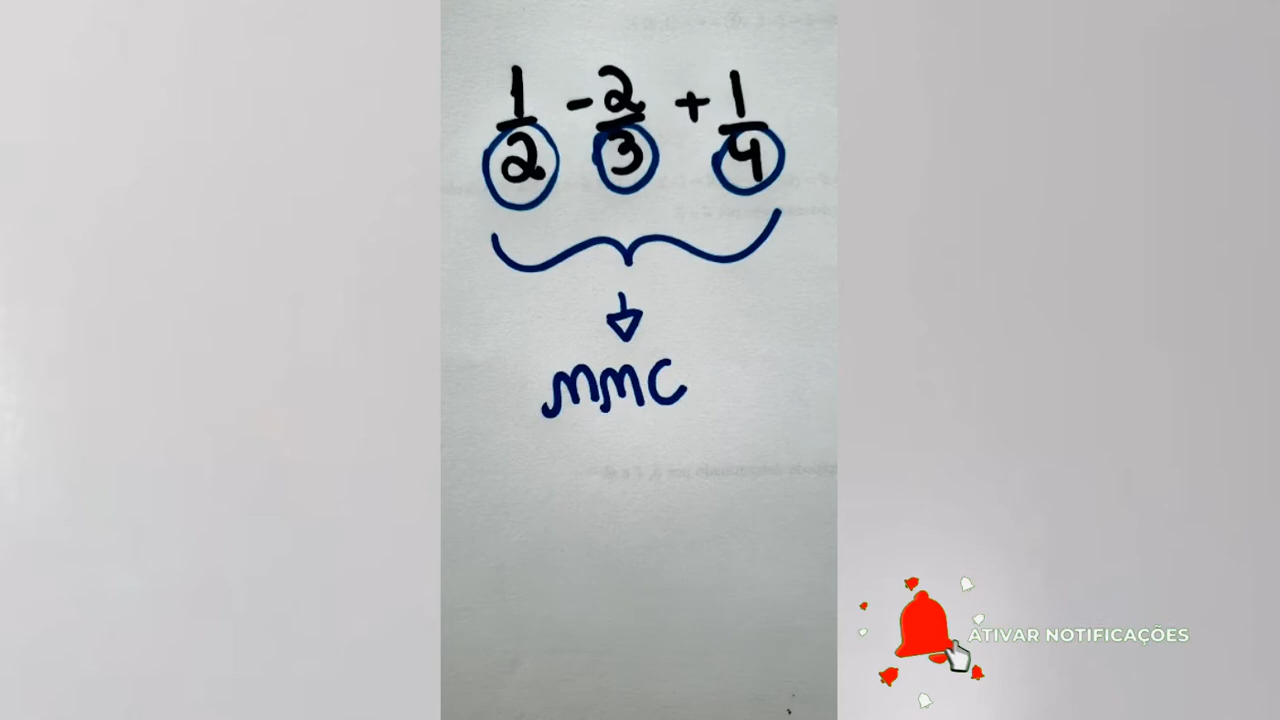 1/2 - 2/3 + 1/4
MMC
ATIVAR NOTIFICAÇÕES